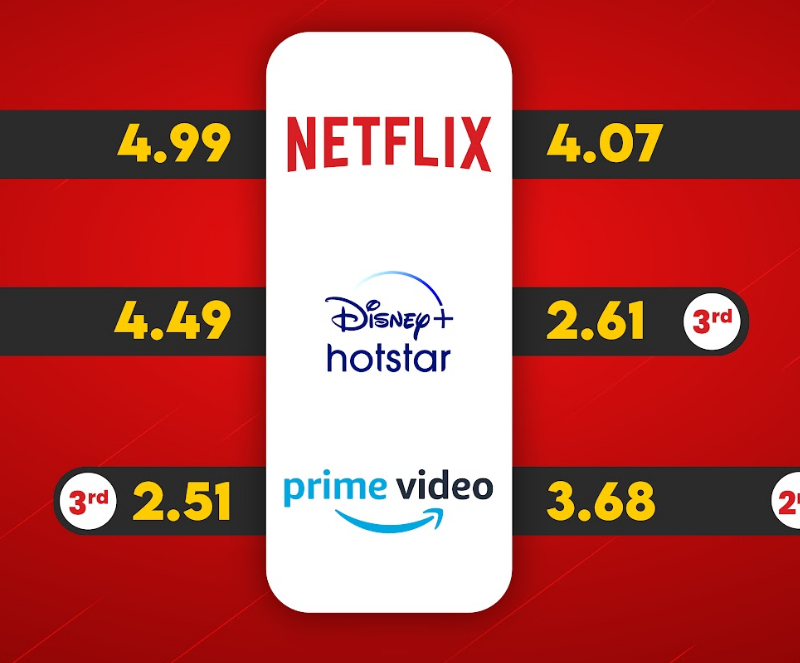 4.99 NETFLIX 4.07
4.49 Disney+ hotstar 2.61 3rd
3rd 2.51 prime video 3.68